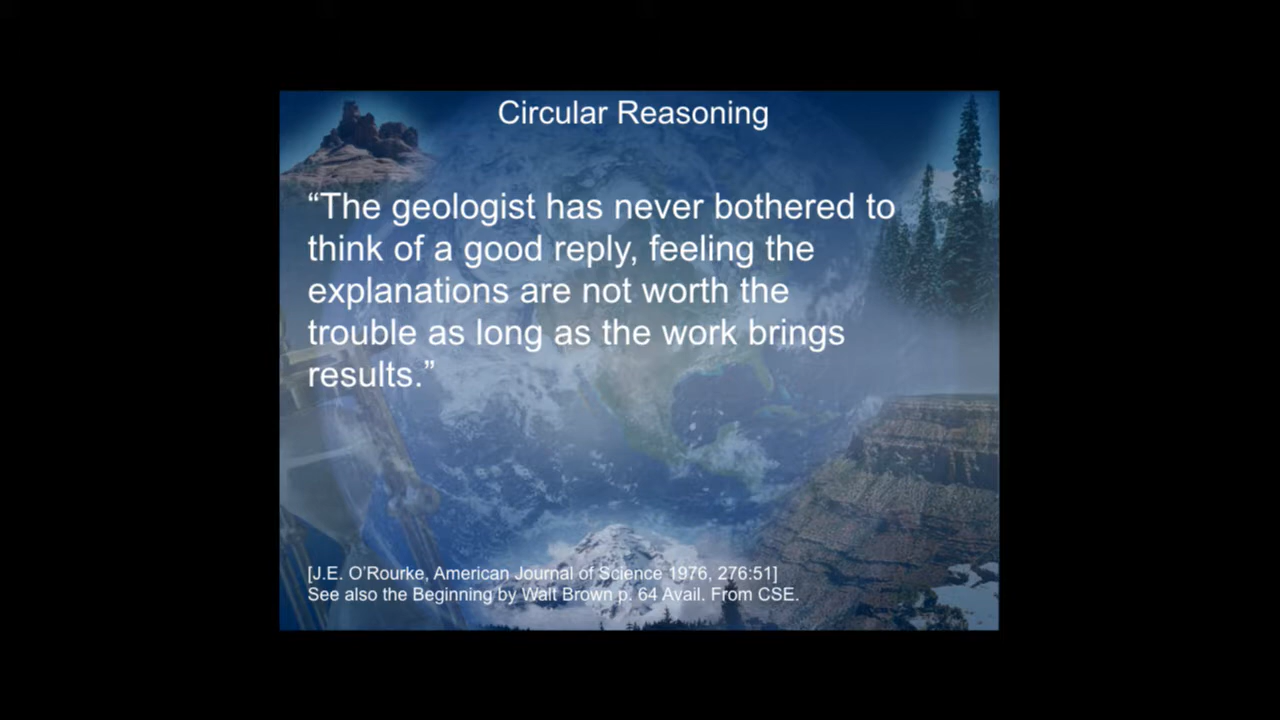 Circular Reasoning
“The geologist has never bothered to
think of a good reply, feeling the
explanations are not worth the
trouble as long as the work brings
results.”
[J.E. O’Rourke, American Journal of Science 1976, 276:51]
See also the Beginning by Walt Brown p. 64 Avail. From CSE.